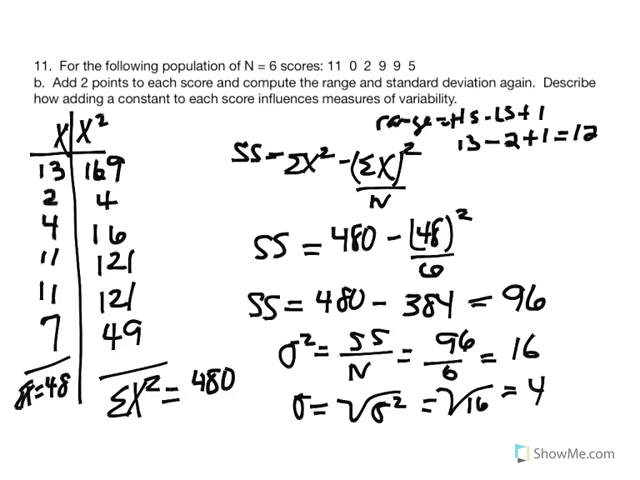 11. For the following population of N = 6 scores: 11 0 2 9 9 5
b. Add 2 points to each score and compute the range and standard deviation again. Describe
how adding a constant to each score influences measures of variability.
range = HS - LS + 1
13 - 2 + 1 = 12
X X²
13 169
2 4
4 16
11 121
11 121
7 49
ΣX = 48 ΣX² = 480
SS = ΣX² - (ΣX)² / N
SS = 480 - (48)² / 6
SS = 480 - 384 = 96
σ² = SS / N = 96 / 6 = 16
σ = √σ² = √16 = 4
ShowMe.com